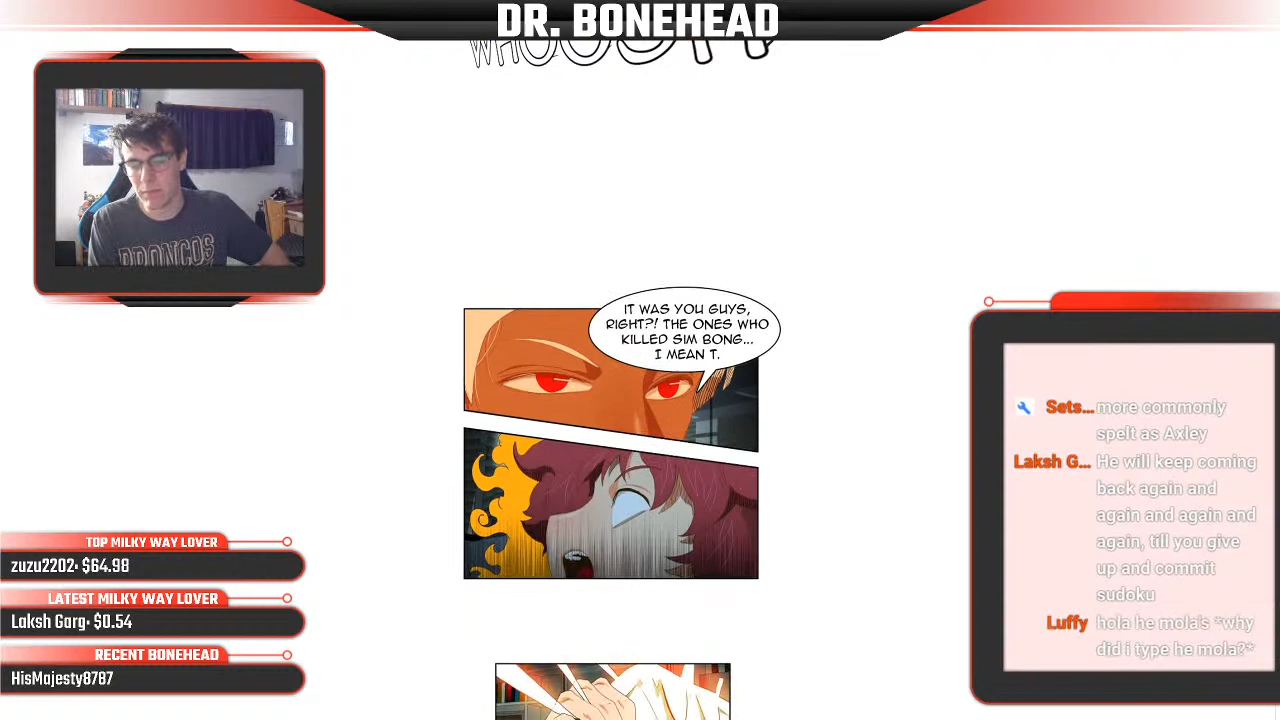 DR. BONEHEAD
WHOOSH
BRONCOS
IT WAS YOU GUYS,
RIGHT?! THE ONES WHO
KILLED SIM BONG...
I MEAN T.
Sets... more commonly
spelt as Axley
Laksh G... He will keep coming
back again and
again and again and
again, till you give
up and commit
sudoku
Luffy hola he mola's *why
did i type he mola?*
TOP MILKY WAY LOVER
zuzu2202· $64.98
LATEST MILKY WAY LOVER
Laksh Garg· $0.54
RECENT BONEHEAD
HisMajesty8787